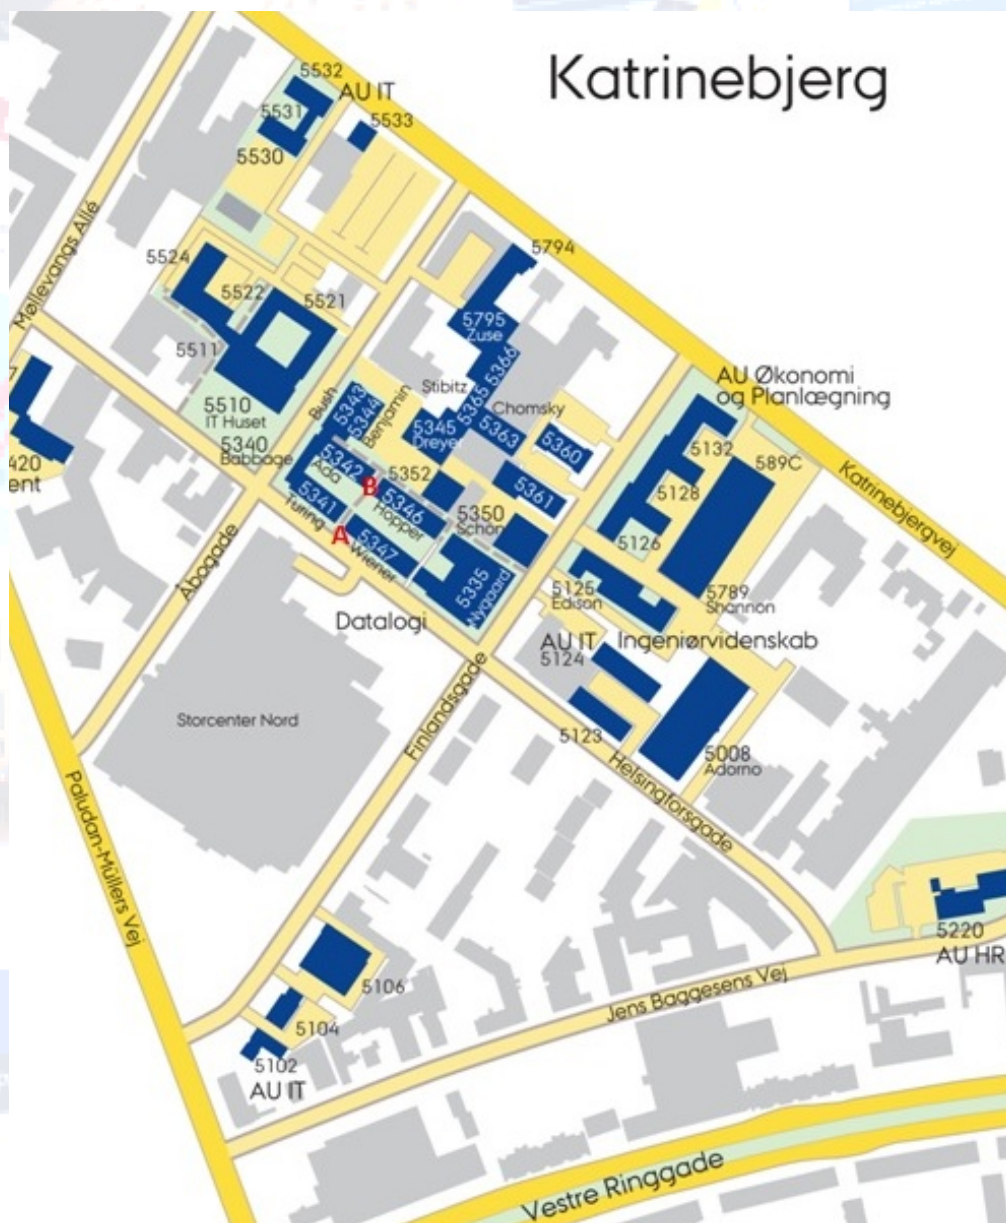 Katrinebjerg
5532
AU IT
5531
5533
5530
Møllevangs Allé
5794
5524
5522
5521
5795
Zuse
5511
5366
Stibitz
5365
Bush
5343
5344
Benjamin
AU Økonomi
og Planlægning
5510
IT Huset
Chomsky
5345
Dreyer
5363
5360
5132
589C
5340
Babbage
5342
Ada
5352
5361
5128
Katrinebjergvej
420
ent
B
5341
Turing
5346
Hopper
5350
Schön
A
5347
Wiener
5126
Åbogade
5335
Nygaard
5125
Edison
5789
Shannon
Datalogi
AU IT
Ingeniørvidenskab
5124
Storcenter Nord
Finlandsgade
5123
5008
Adorno
Helsingforsgade
Paludan-Müllers Vej
5220
AU HR
5106
Jens Baggesens Vej
5104
5102
AU IT
Vestre Ringgade